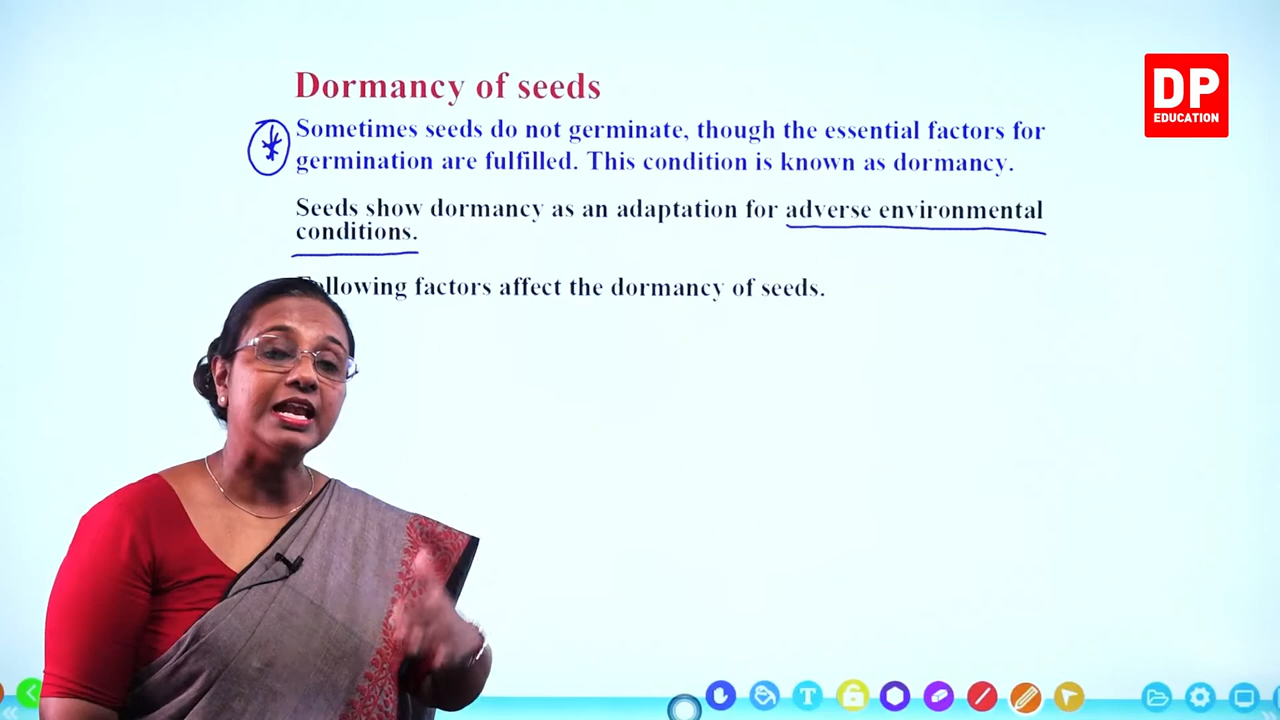 Dormancy of seeds
Sometimes seeds do not germinate, though the essential factors for
germination are fulfilled. This condition is known as dormancy.
Seeds show dormancy as an adaptation for adverse environmental
conditions.
Following factors affect the dormancy of seeds.
DP
EDUCATION
T